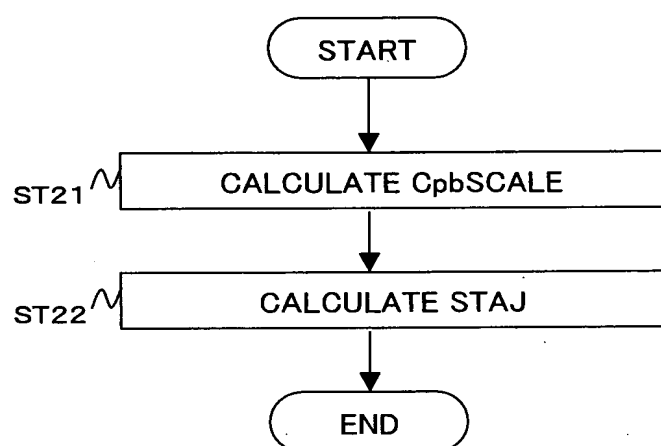 START
ST21
CALCULATE CpbSCALE
ST22
CALCULATE STAJ
END